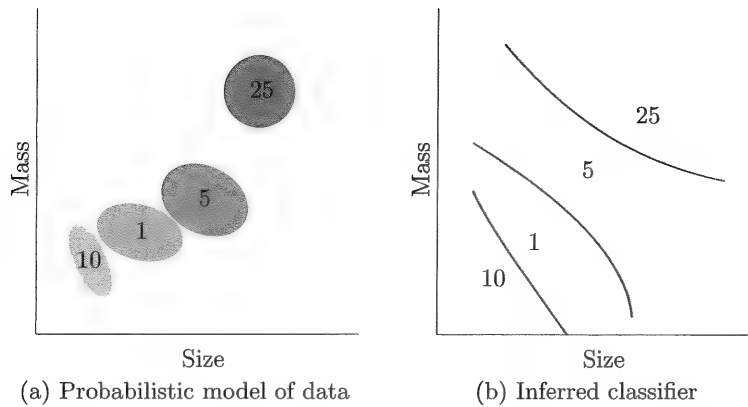 Mass
25
5
1
10
Size
(a) Probabilistic model of data
Mass
25
5
1
10
Size
(b) Inferred classifier